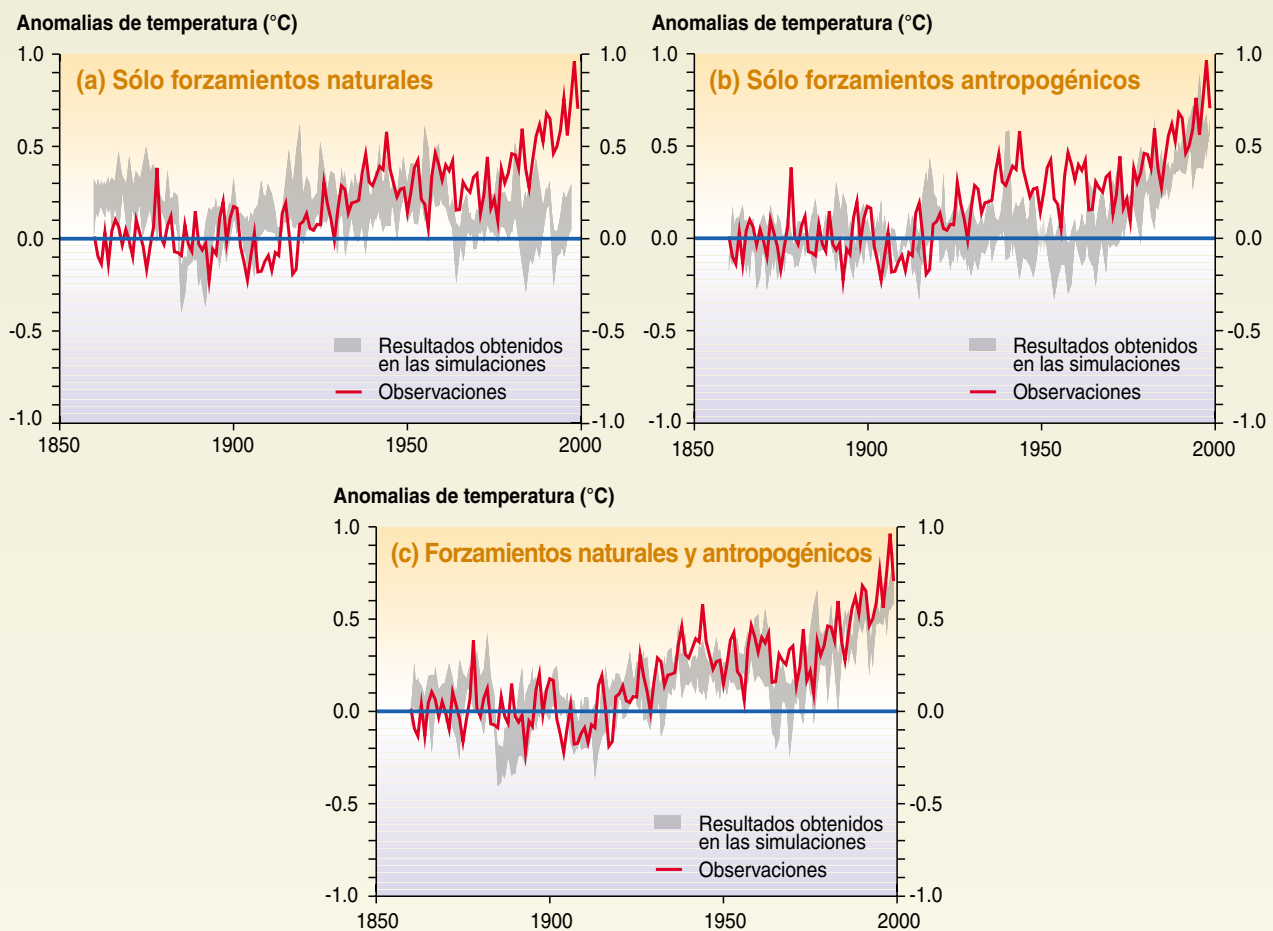 Anomalias de temperatura (°C)
Anomalias de temperatura (°C)
1.0
1.0
(a) Sólo forzamientos naturales
0.5
0.5
0.0
0.0
-0.5
-0.5
Resultados obtenidos
en las simulaciones
Observaciones
-1.0
-1.0
1850
1900
1950
2000
1.0
1.0
(b) Sólo forzamientos antropogénicos
0.5
0.5
0.0
0.0
-0.5
-0.5
Resultados obtenidos
en las simulaciones
Observaciones
-1.0
-1.0
1850
1900
1950
2000
Anomalias de temperatura (°C)
1.0
1.0
(c) Forzamientos naturales y antropogénicos
0.5
0.5
0.0
0.0
-0.5
-0.5
Resultados obtenidos
en las simulaciones
Observaciones
-1.0
-1.0
1850
1900
1950
2000